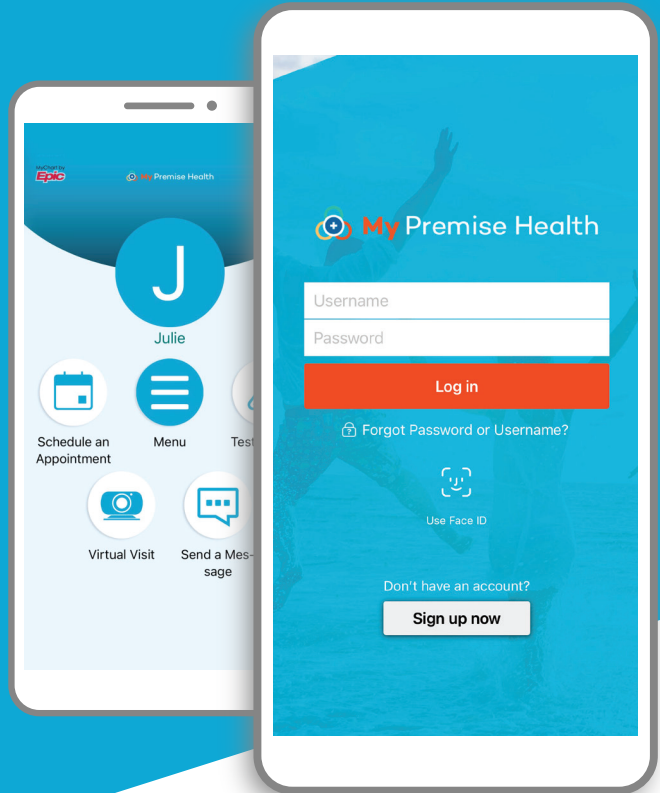 MyChart by
Epic
My Premise Health
J
Julie
Schedule an
Appointment
Menu
Test
Virtual Visit
Send a Mes-
sage
My Premise Health
Username
Password
Log in
Forgot Password or Username?
Use Face ID
Don't have an account?
Sign up now